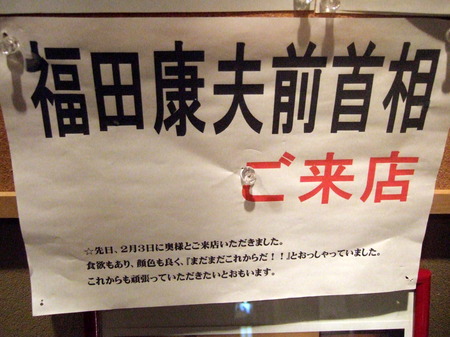 福田康夫前首相
ご来店
☆先日、2月3日に奥様とご来店いただきました。
食欲もあり、顔色も良く、『まだまだこれからだ！！』とおっしゃっていました。
これからも頑張っていただきたいとおもいます。